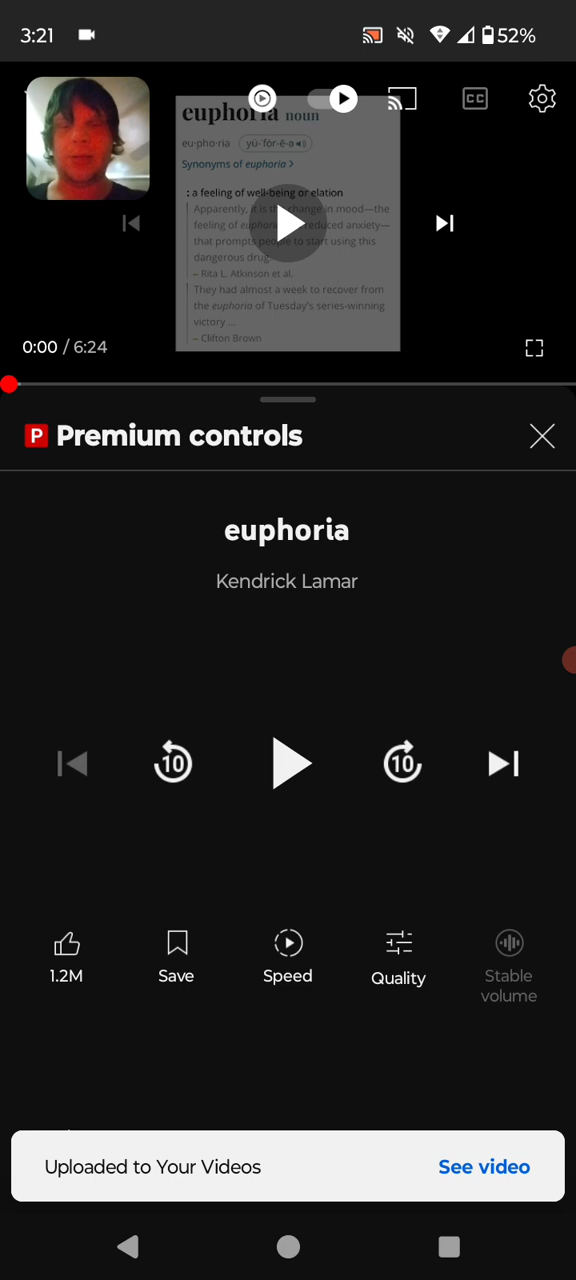 3:21
52%
euphoria noun
eu·pho·ria yü-ˈfȯr-ē-ə
Synonyms of euphoria
: a feeling of well-being or elation
Apparently, it is the change in mood—the
feeling of euphoria reduced anxiety—
that prompts people to start using this
dangerous drug.
– Rita L. Atkinson et al.
They had almost a week to recover from
the euphoria of Tuesday's series-winning
victory ...
– Clifton Brown
CC
0:00 / 6:24
P Premium controls
euphoria
Kendrick Lamar
10
10
1.2M
Save
Speed
Quality
Stable
volume
Uploaded to Your Videos
See video